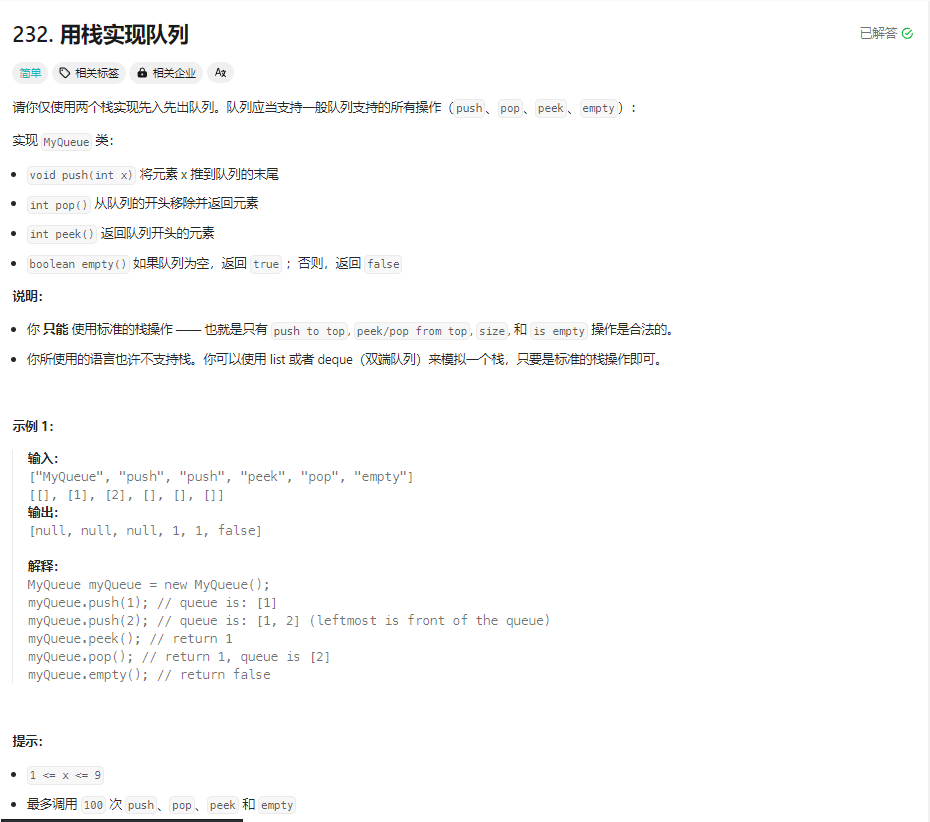 232. 用栈实现队列
已解答
简单 相关标签 相关企业 Aあ
请你仅使用两个栈实现先入先出队列。队列应当支持一般队列支持的所有操作（push、pop、peek、empty）：
实现 MyQueue 类：
void push(int x) 将元素 x 推到队列的末尾
int pop() 从队列的开头移除并返回元素
int peek() 返回队列开头的元素
boolean empty() 如果队列为空，返回 true ；否则，返回 false
说明：
你 只能 使用标准的栈操作 —— 也就是只有 push to top, peek/pop from top, size, 和 is empty 操作是合法的。
你所使用的语言也许不支持栈。你可以使用 list 或者 deque（双端队列）来模拟一个栈，只要是标准的栈操作即可。
示例 1：
输入：
["MyQueue", "push", "push", "peek", "pop", "empty"]
[[], [1], [2], [], [], []]
输出：
[null, null, null, 1, 1, false]
解释：
MyQueue myQueue = new MyQueue();
myQueue.push(1); // queue is: [1]
myQueue.push(2); // queue is: [1, 2] (leftmost is front of the queue)
myQueue.peek(); // return 1
myQueue.pop(); // return 1, queue is [2]
myQueue.empty(); // return false
提示：
1 <= x <= 9
最多调用 100 次 push、pop、peek 和 empty